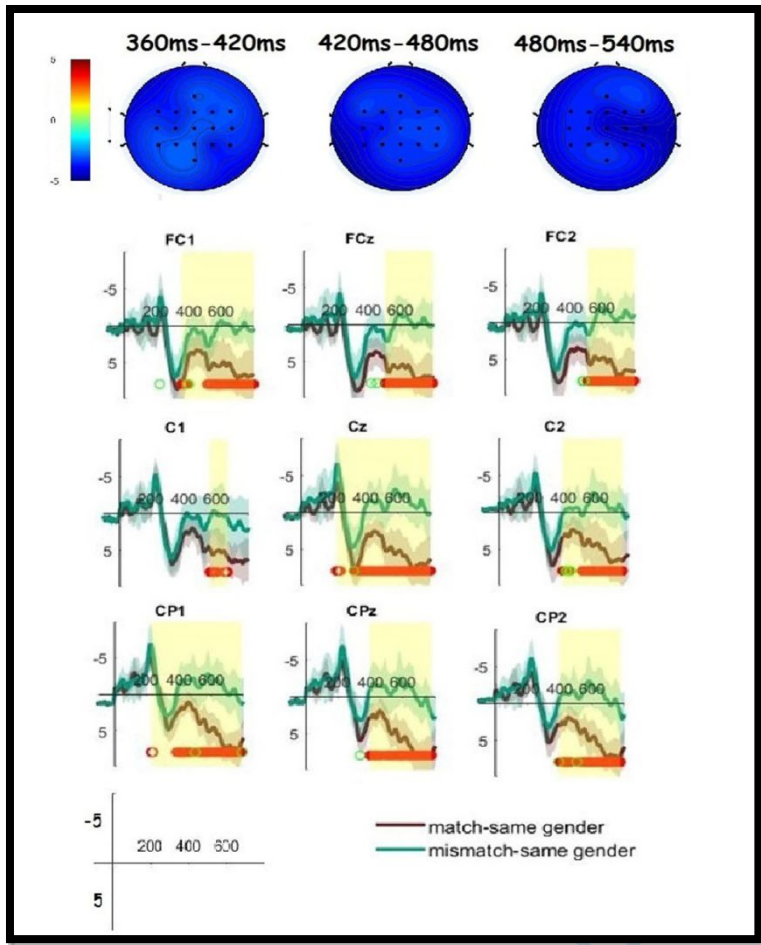 360ms-420ms 420ms-480ms 480ms-540ms
5
0
-5
FC1 FCz FC2
-5 -5 -5
200 400 600 200 400 600 200 400 600
5 5 5
C1 Cz C2
-5 -5 -5
200 400 600 200 400 600 200 400 600
5 5 5
CP1 CPz CP2
-5 -5 -5
200 400 600 200 400 600 200 400 600
5 5 5
-5
200 400 600
5
match-same gender
mismatch-same gender